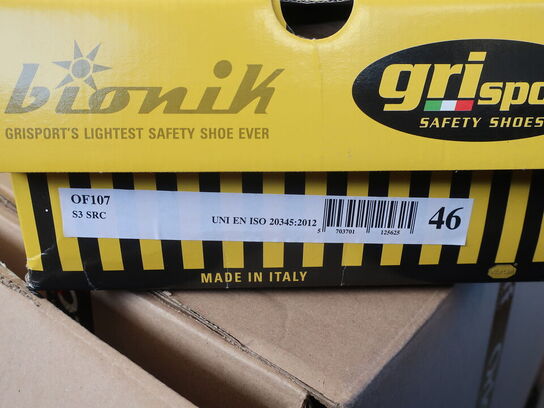 bionik
GRISPORT'S LIGHTEST SAFETY SHOE EVER
grispo
SAFETY SHOES
OF107
S3 SRC
UNI EN ISO 20345:2012
5 703701 125625
46
MADE IN ITALY